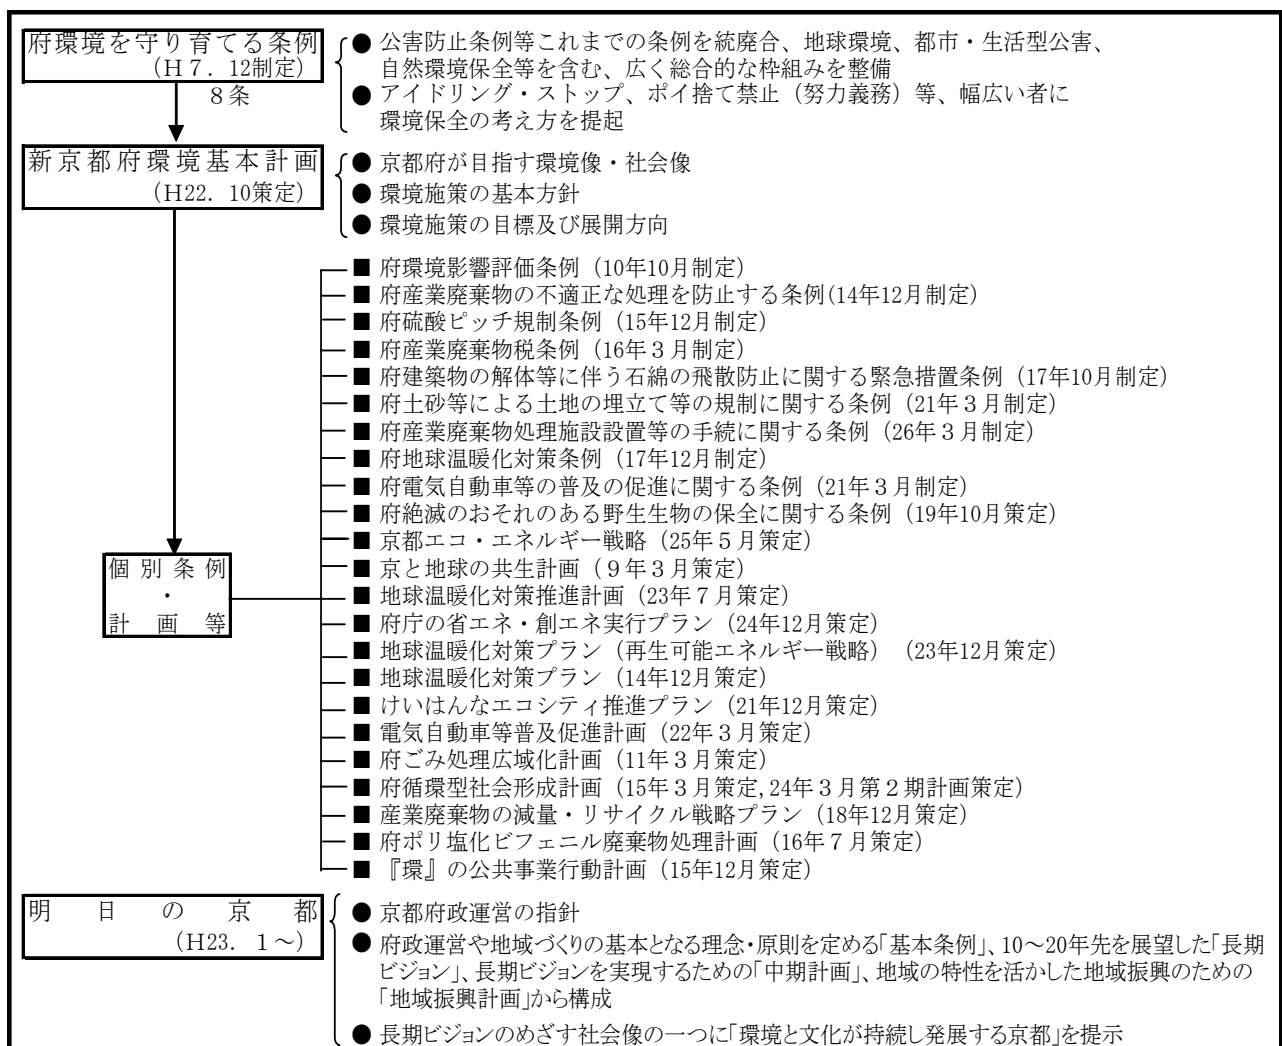 府環境を守り育てる条例
(H7. 12制定)
8条
● 公害防止条例等これまでの条例を統廃合、地球環境、都市・生活型公害、
自然環境保全等を含む、広く総合的な枠組みを整備
● アイドリング・ストップ、ポイ捨て禁止（努力義務）等、幅広い者に
環境保全の考え方を提起
新京都府環境基本計画
(H22. 10策定)
● 京都府が目指す環境像・社会像
● 環境施策の基本方針
● 環境施策の目標及び展開方向
個別条例
・
計画等
■ 府環境影響評価条例（10年10月制定）
■ 府産業廃棄物の不適正な処理を防止する条例(14年12月制定)
■ 府硫酸ピッチ規制条例（15年12月制定）
■ 府産業廃棄物税条例（16年３月制定）
■ 府建築物の解体等に伴う石綿の飛散防止に関する緊急措置条例（17年10月制定）
■ 府土砂等による土地の埋立て等の規制に関する条例（21年３月制定）
■ 府産業廃棄物処理施設設置等の手続に関する条例（26年３月制定）
■ 府地球温暖化対策条例（17年12月制定）
■ 府電気自動車等の普及の促進に関する条例（21年３月制定）
■ 府絶滅のおそれのある野生生物の保全に関する条例（19年10月策定）
■ 京都エコ・エネルギー戦略（25年５月策定）
■ 京と地球の共生計画（９年３月策定）
■ 地球温暖化対策推進計画（23年７月策定）
■ 府庁の省エネ・創エネ実行プラン（24年12月策定）
■ 地球温暖化対策プラン（再生可能エネルギー戦略）（23年12月策定）
■ 地球温暖化対策プラン（14年12月策定）
■ けいはんなエコシティ推進プラン（21年12月策定）
■ 電気自動車等普及促進計画（22年３月策定）
■ 府ごみ処理広域化計画（11年３月策定）
■ 府循環型社会形成計画（15年３月策定,24年３月第２期計画策定）
■ 産業廃棄物の減量・リサイクル戦略プラン（18年12月策定）
■ 府ポリ塩化ビフェニル廃棄物処理計画（16年７月策定）
■ 『環』の公共事業行動計画（15年12月策定）
明日の京都
(H23. 1～)
● 京都府政運営の指針
● 府政運営や地域づくりの基本となる理念・原則を定める「基本条例」、10～20年先を展望した「長期
ビジョン」、長期ビジョンを実現するための「中期計画」、地域の特性を活かした地域振興のための
「地域振興計画」から構成
● 長期ビジョンのめざす社会像の一つに「環境と文化が持続し発展する京都」を提示